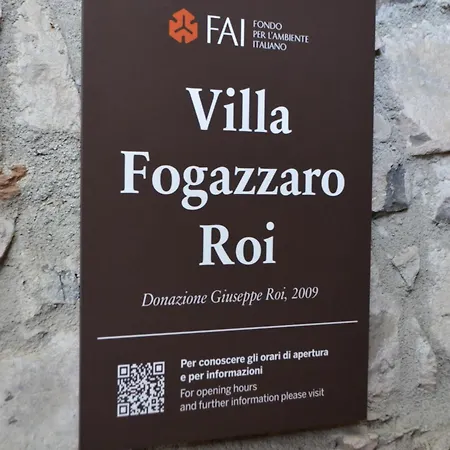 FAI
FONDO
PER L'AMBIENTE
ITALIANO
Villa
Fogazzaro
Roi
Donazione Giuseppe Roi, 2009
Per conoscere gli orari di apertura
e per informazioni
For opening hours
and further information please visit